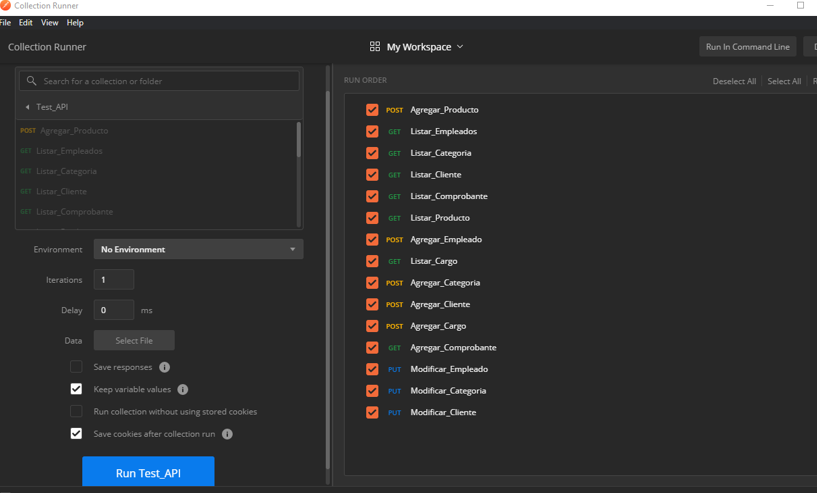 Collection Runner
File Edit View Help
Collection Runner
My Workspace
Run In Command Line
Search for a collection or folder
Test_API
POST Agregar_Producto
GET Listar_Empleados
GET Listar_Categoria
GET Listar_Cliente
GET Listar_Comprobante
Environment No Environment
Iterations 1
Delay 0 ms
Data Select File
Save responses
Keep variable values
Run collection without using stored cookies
Save cookies after collection run
Run Test_API
RUN ORDER
Deselect All Select All R
POST Agregar_Producto
GET Listar_Empleados
GET Listar_Categoria
GET Listar_Cliente
GET Listar_Comprobante
GET Listar_Producto
POST Agregar_Empleado
GET Listar_Cargo
POST Agregar_Categoria
POST Agregar_Cliente
POST Agregar_Cargo
GET Agregar_Comprobante
PUT Modificar_Empleado
PUT Modificar_Categoria
PUT Modificar_Cliente